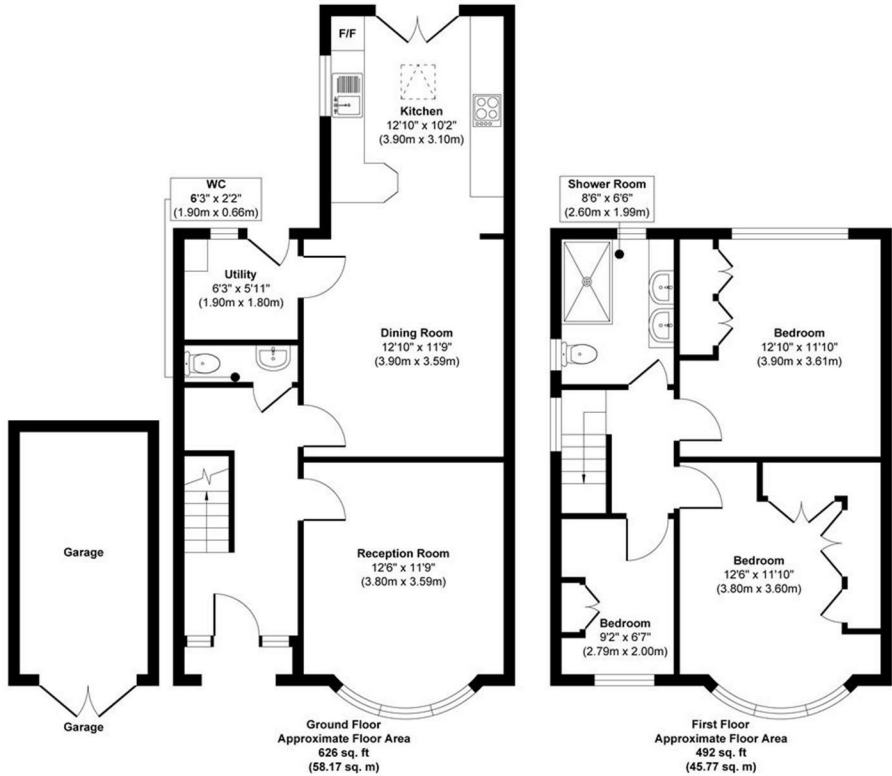 F/F
Kitchen
12'10" x 10'2"
(3.90m x 3.10m)
WC
6'3" x 2'2"
(1.90m x 0.66m)
Utility
6'3" x 5'11"
(1.90m x 1.80m)
Dining Room
12'10" x 11'9"
(3.90m x 3.59m)
Reception Room
12'6" x 11'9"
(3.80m x 3.59m)
Garage
Garage
Ground Floor
Approximate Floor Area
626 sq. ft
(58.17 sq. m)
Shower Room
8'6" x 6'6"
(2.60m x 1.99m)
Bedroom
12'10" x 11'10"
(3.90m x 3.61m)
Bedroom
12'6" x 11'10"
(3.80m x 3.60m)
Bedroom
9'2" x 6'7"
(2.79m x 2.00m)
First Floor
Approximate Floor Area
492 sq. ft
(45.77 sq. m)